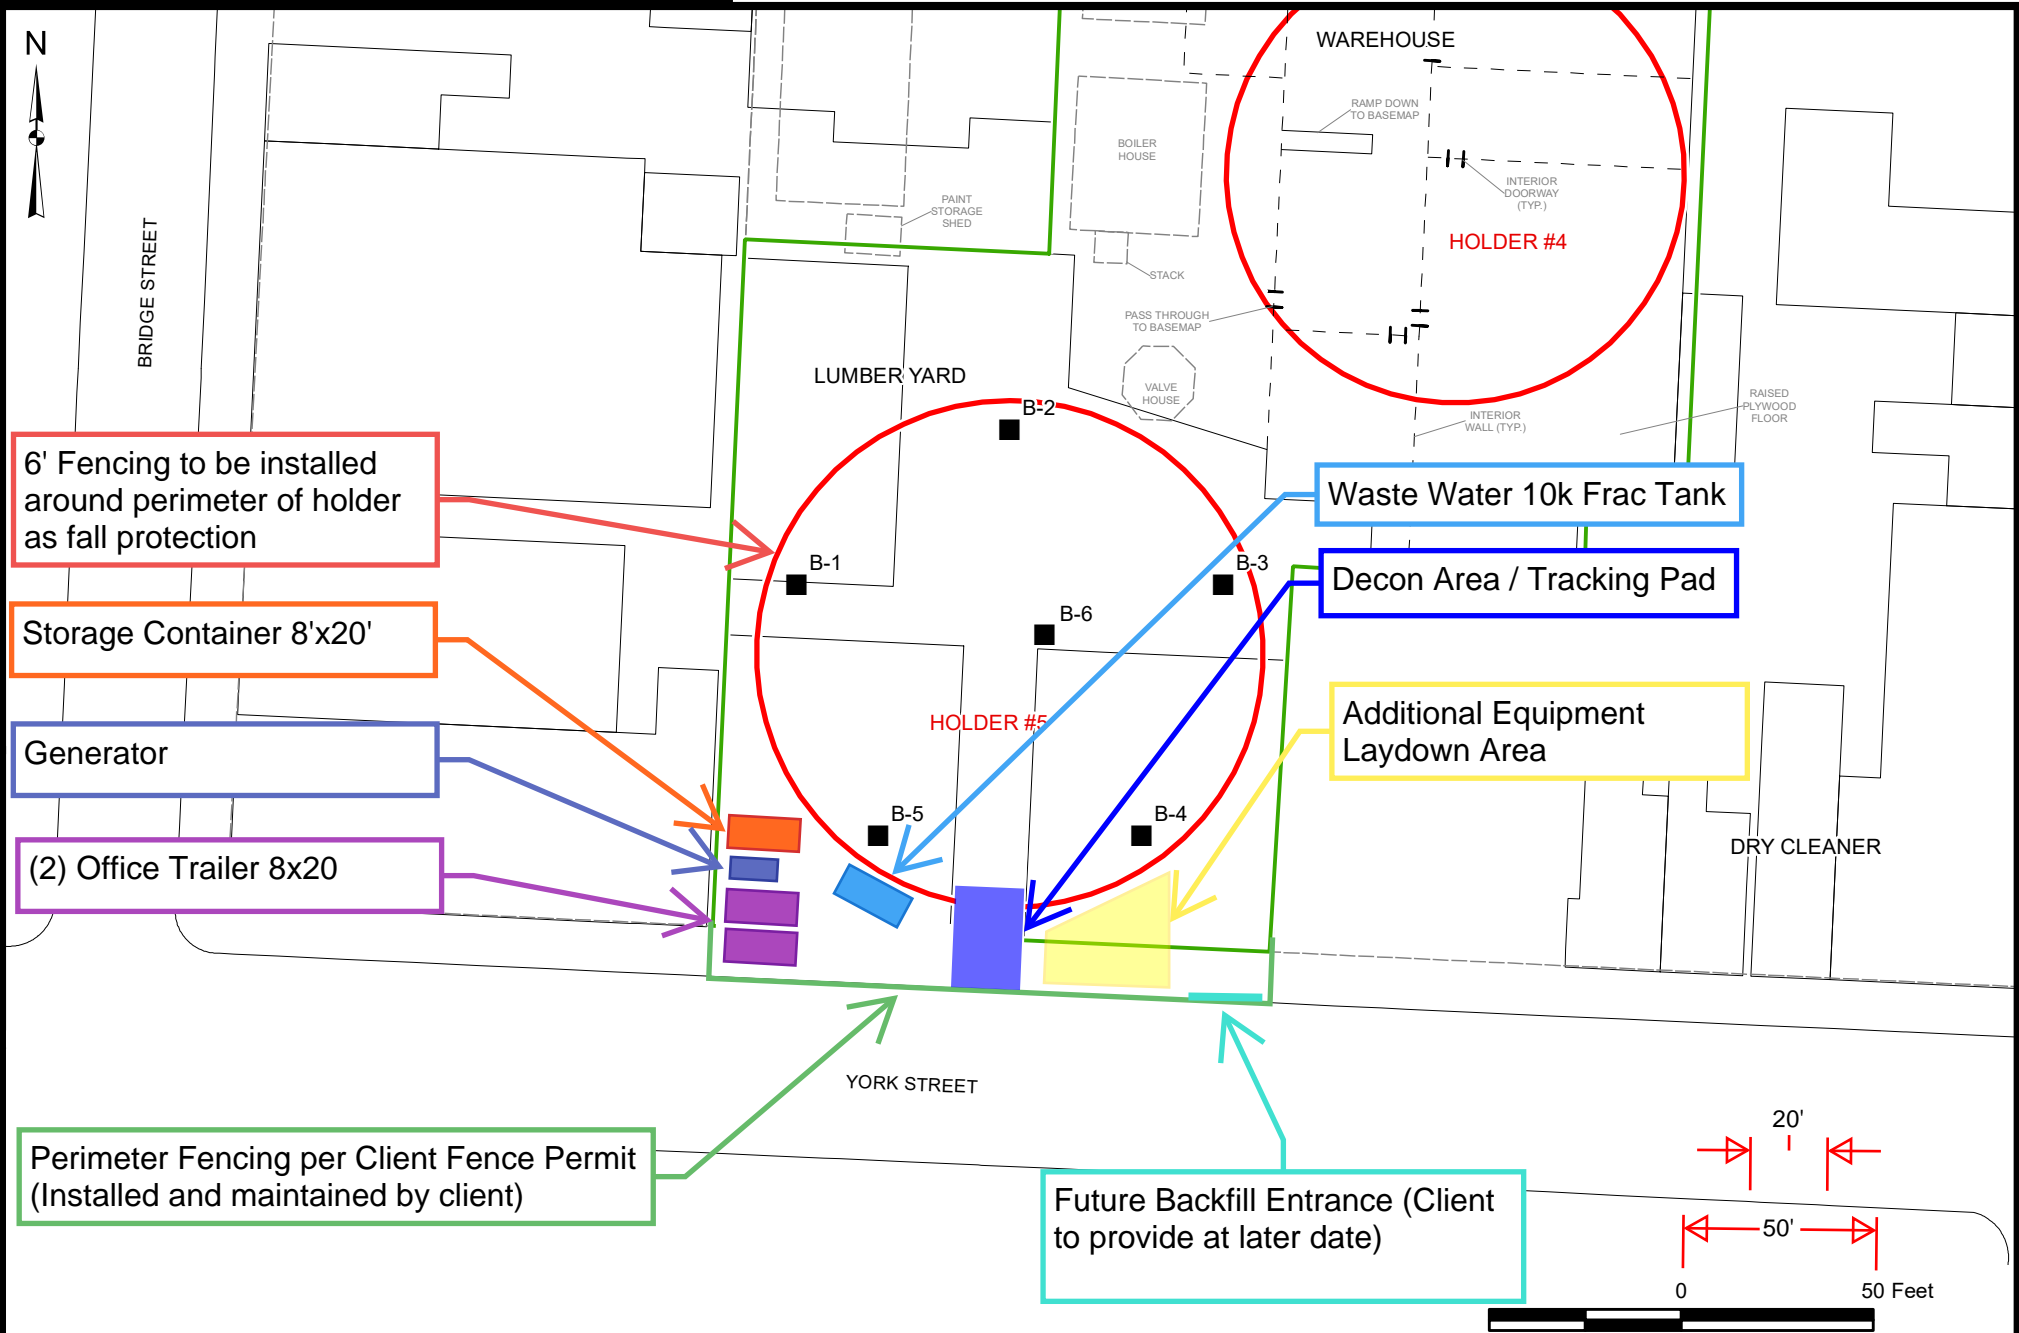 N
WAREHOUSE
RAMP DOWN
TO BASEMAP
BOILER
HOUSE
INTERIOR
DOORWAY
(TYP.)
PAINT
STORAGE
SHED
HOLDER #4
BRIDGE STREET
STACK
PASS THROUGH
TO BASEMAP
LUMBER YARD
VALVE
HOUSE
RAISED
PLYWOOD
FLOOR
B-2
INTERIOR
WALL (TYP.)
6' Fencing to be installed
around perimeter of holder
as fall protection
Waste Water 10k Frac Tank
B-1
B-3
Decon Area / Tracking Pad
B-6
Storage Container 8'x20'
HOLDER #5
Additional Equipment
Laydown Area
Generator
B-5
B-4
DRY CLEANER
(2) Office Trailer 8x20
YORK STREET
20'
Perimeter Fencing per Client Fence Permit
(Installed and maintained by client)
Future Backfill Entrance (Client
to provide at later date)
50'
0
50 Feet